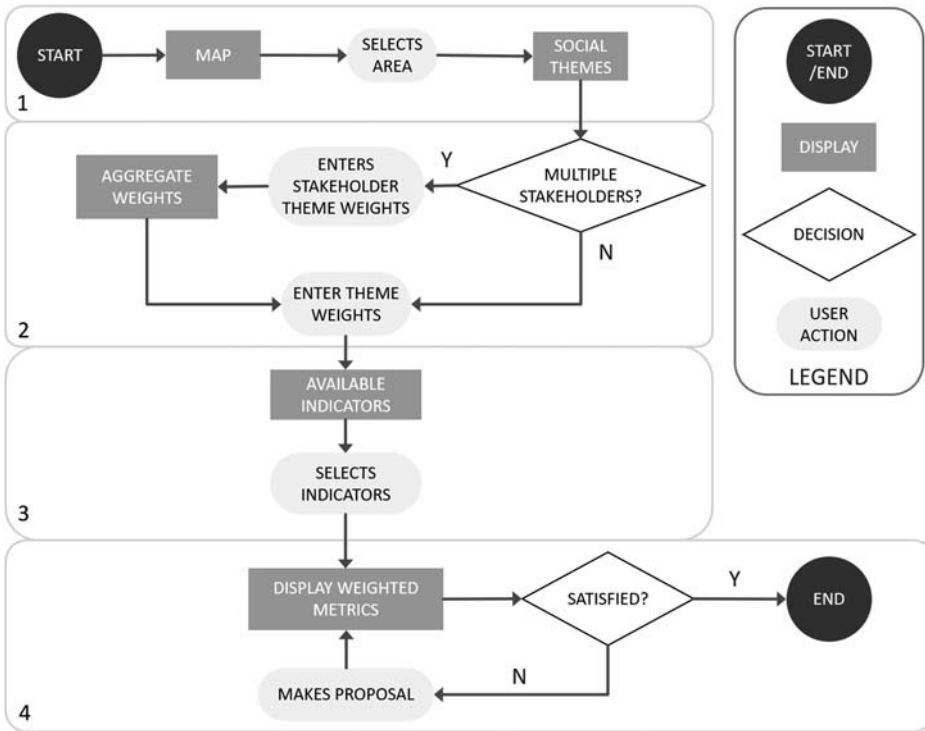 START
MAP
SELECTS
AREA
SOCIAL
THEMES
1
Y
MULTIPLE
STAKEHOLDERS?
ENTERS
STAKEHOLDER
THEME WEIGHTS
AGGREGATE
WEIGHTS
N
ENTER THEME
WEIGHTS
2
AVAILABLE
INDICATORS
SELECTS
INDICATORS
3
DISPLAY WEIGHTED
METRICS
SATISFIED?
Y
END
N
MAKES PROPOSAL
4
START
/END
DISPLAY
DECISION
USER
ACTION
LEGEND